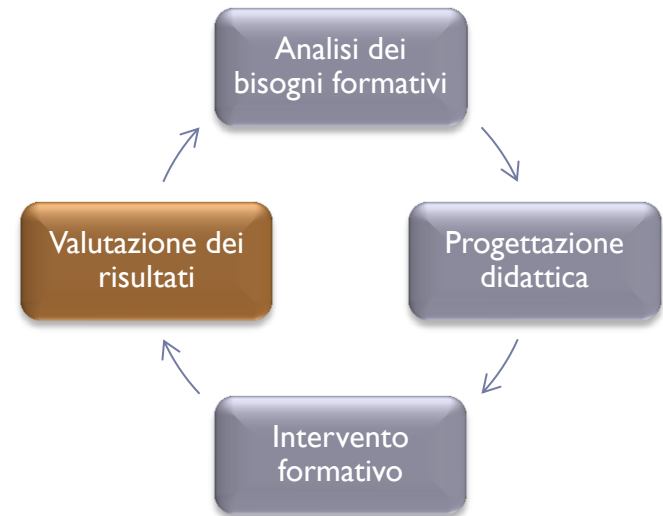 Analisi dei
bisogni formativi
Valutazione dei
risultati
Progettazione
didattica
Intervento
formativo